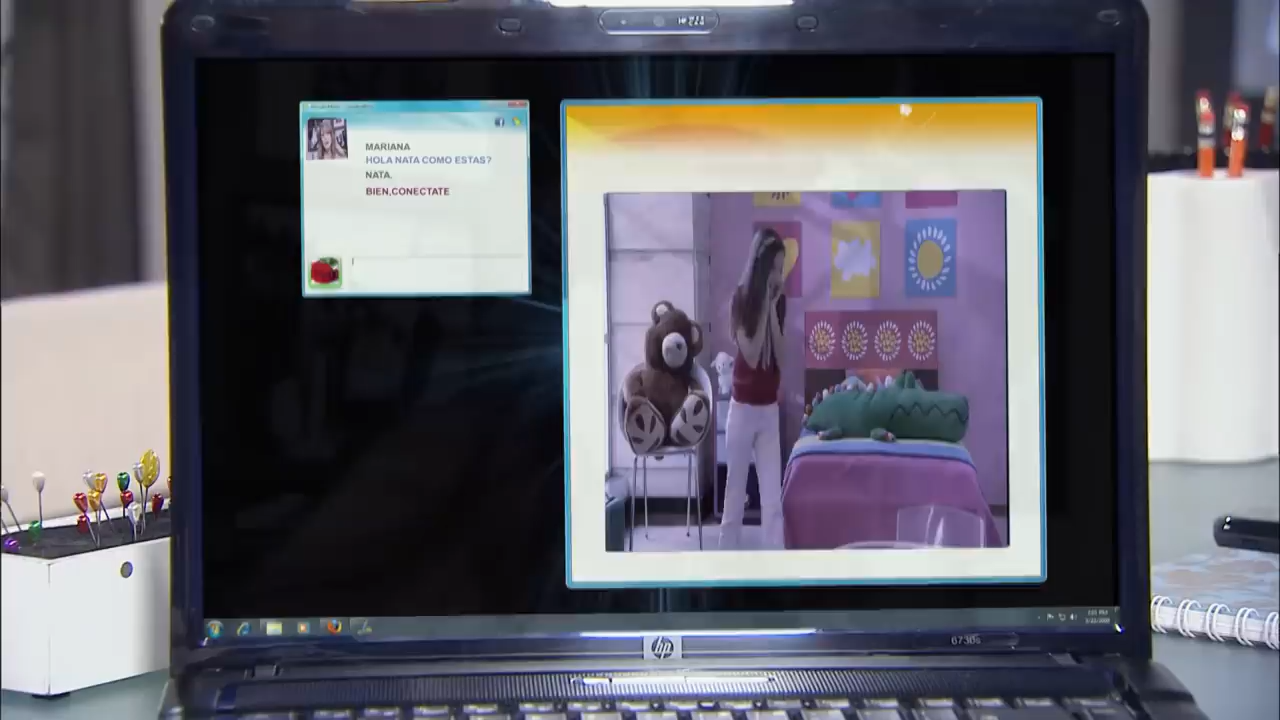 MARIANA
HOLA NATA COMO ESTAS?
NATA.
BIEN,CONECTATE
hp
6730s